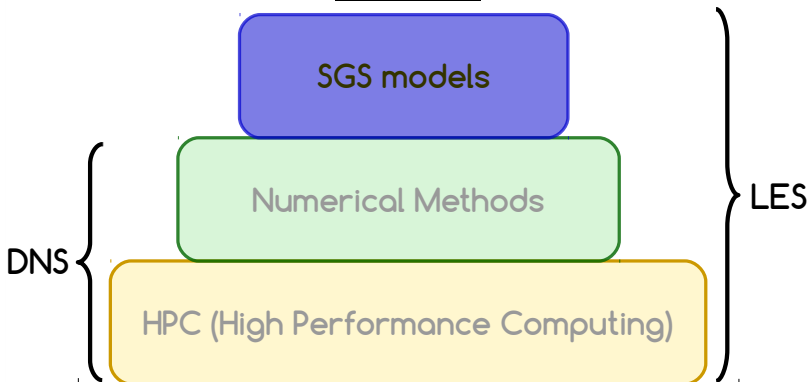 SGS models
LES
Numerical Methods
DNS
HPC (High Performance Computing)